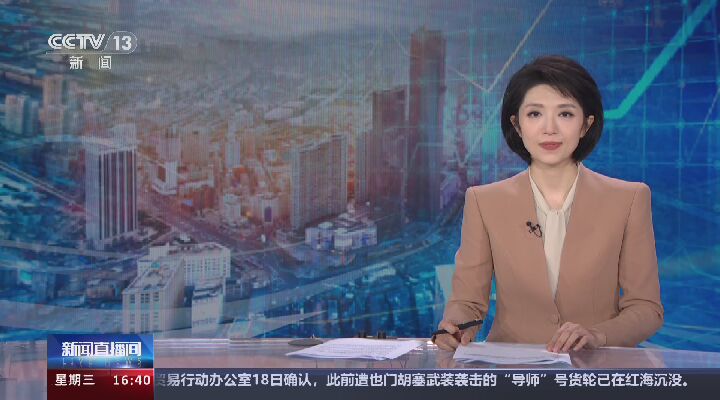 CCTV 13
新闻
新闻直播间
LIVE NEWS
星期三 16:40
贸易行动办公室18日确认，此前遭也门胡塞武装袭击的“导师”号货轮已在红海沉没。